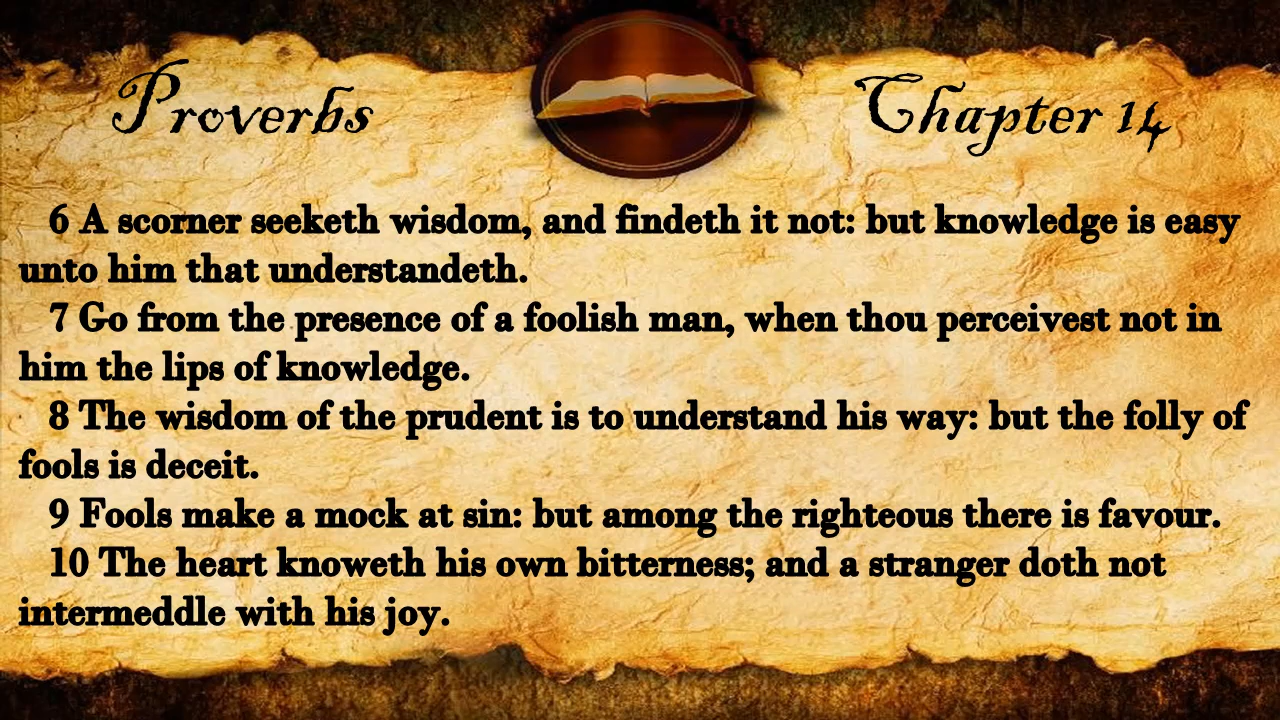 Proverbs
Chapter 14
6 A scorner seeketh wisdom, and findeth it not: but knowledge is easy
unto him that understandeth.
7 Go from the presence of a foolish man, when thou perceivest not in
him the lips of knowledge.
8 The wisdom of the prudent is to understand his way: but the folly of
fools is deceit.
9 Fools make a mock at sin: but among the righteous there is favour.
10 The heart knoweth his own bitterness; and a stranger doth not
intermeddle with his joy.